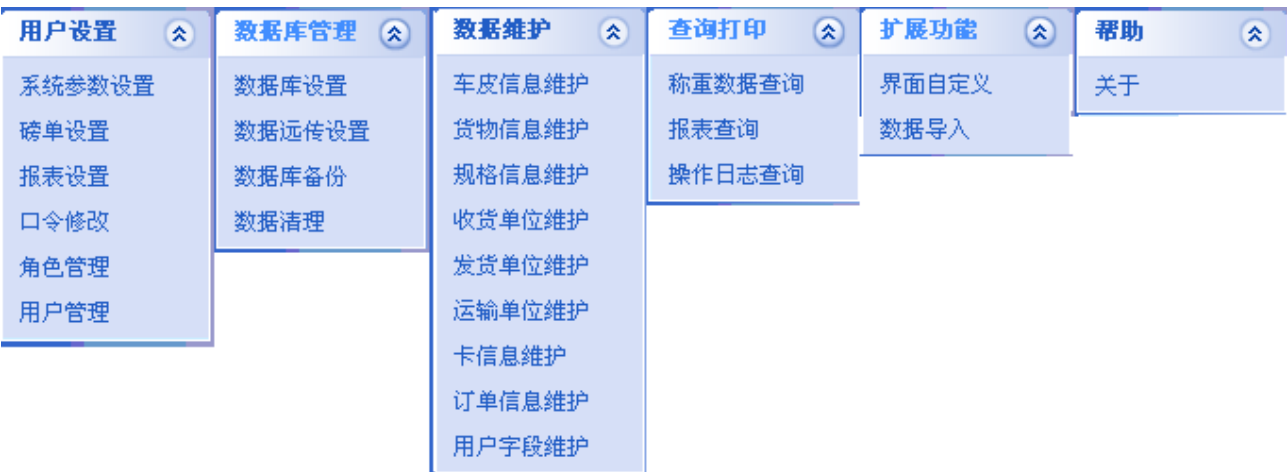 用户设置
系统参数设置
磅单设置
报表设置
口令修改
角色管理
用户管理
数据库管理
数据库设置
数据远传设置
数据库备份
数据清理
数据维护
车皮信息维护
货物信息维护
规格信息维护
收货单位维护
发货单位维护
运输单位维护
卡信息维护
订单信息维护
用户字段维护
查询打印
称重数据查询
报表查询
操作日志查询
扩展功能
界面自定义
数据导入
帮助
关于